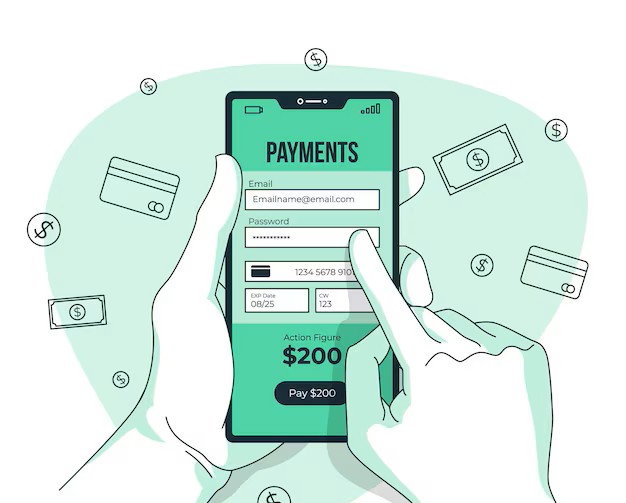 PAYMENTS
Email
Emailname@email.com
Password
***********
1234 5678 910
EXP Date
08/25
CW
123
Action Figure
$200
Pay $200